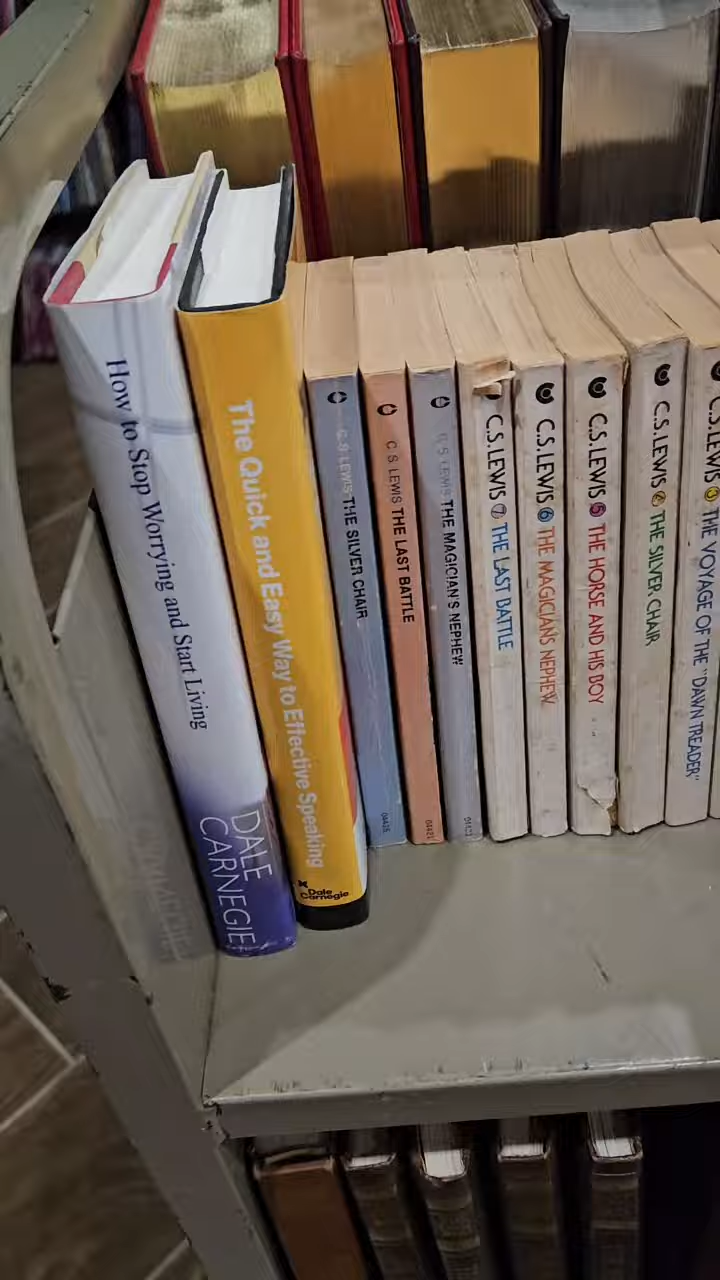 How to Stop Worrying and Start Living
DALE
CARNEGIE
The Quick and Easy Way to Effective Speaking
Dale
Carnegie
C. S. LEWIS THE SILVER CHAIR
C. S. LEWIS THE LAST BATTLE
04421
C. S. LEWIS THE MAGICIAN'S NEPHEW
C.S. LEWIS 7 THE LAST BATTLE
C.S. LEWIS 6 THE MAGICIANS NEPHEW
C.S. LEWIS 5 THE HORSE AND HIS BOY
C.S. LEWIS 4 THE SILVER CHAIR
C.S. LEWIS 3 THE VOYAGE OF THE "DAWN TREADER"